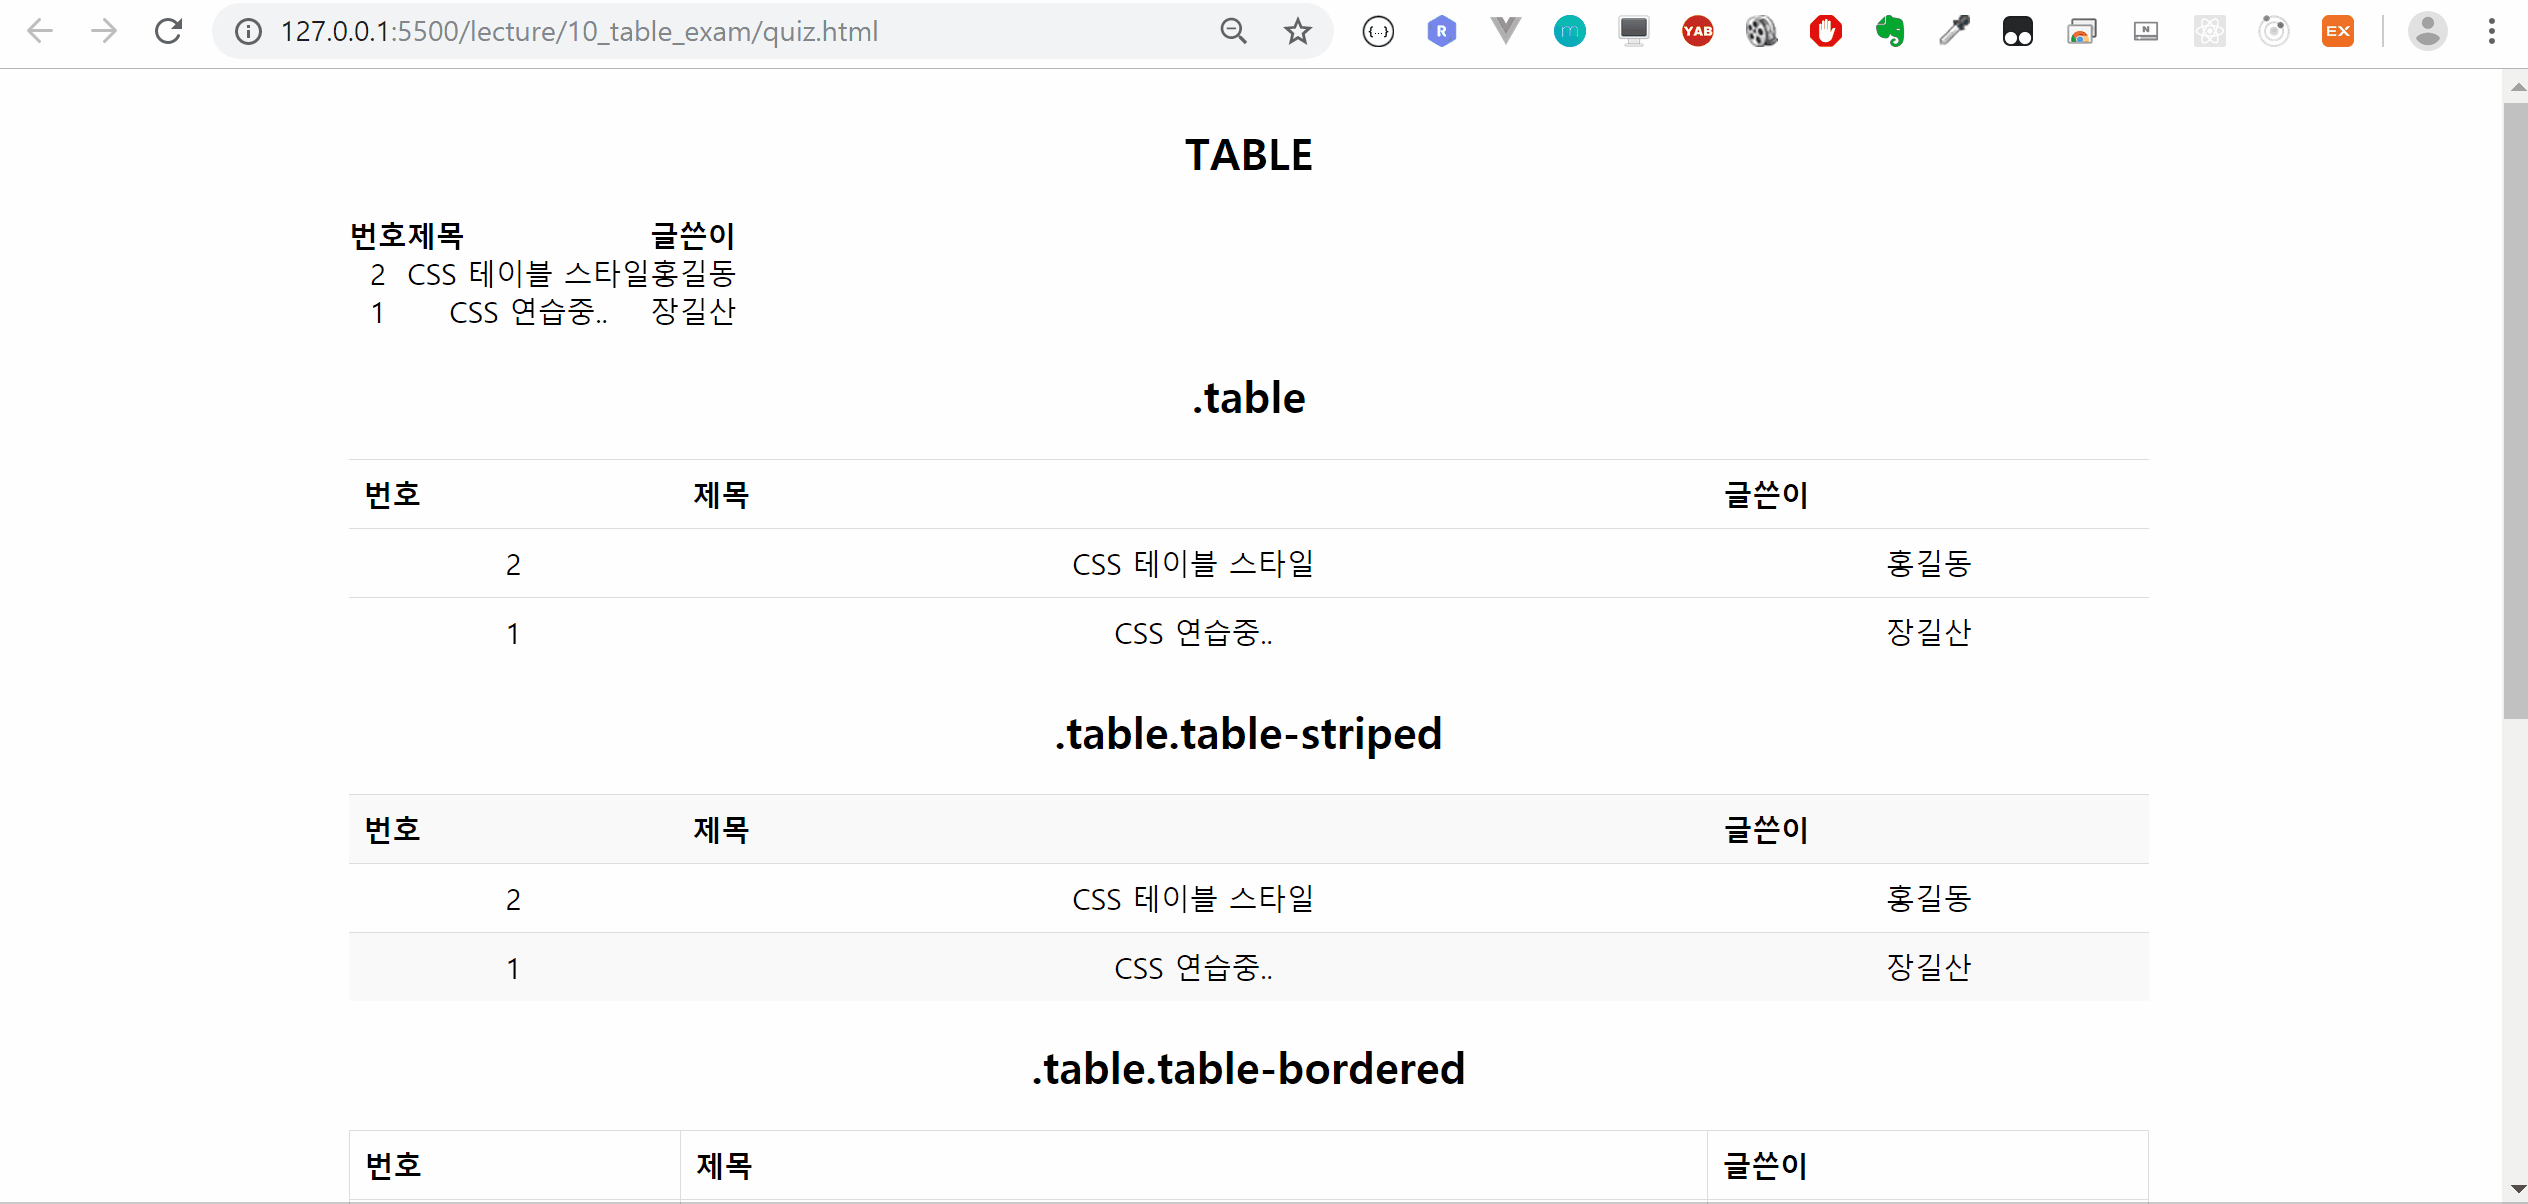 127.0.0.1:5500/lecture/10_table_exam/quiz.html
{...} R m YAB N EX
TABLE
번호제목 글쓴이
2 CSS 테이블 스타일홍길동
1 CSS 연습중.. 장길산
.table
번호 제목 글쓴이
2 CSS 테이블 스타일 홍길동
1 CSS 연습중.. 장길산
.table.table-striped
번호 제목 글쓴이
2 CSS 테이블 스타일 홍길동
1 CSS 연습중.. 장길산
.table.table-bordered
번호 제목 글쓴이